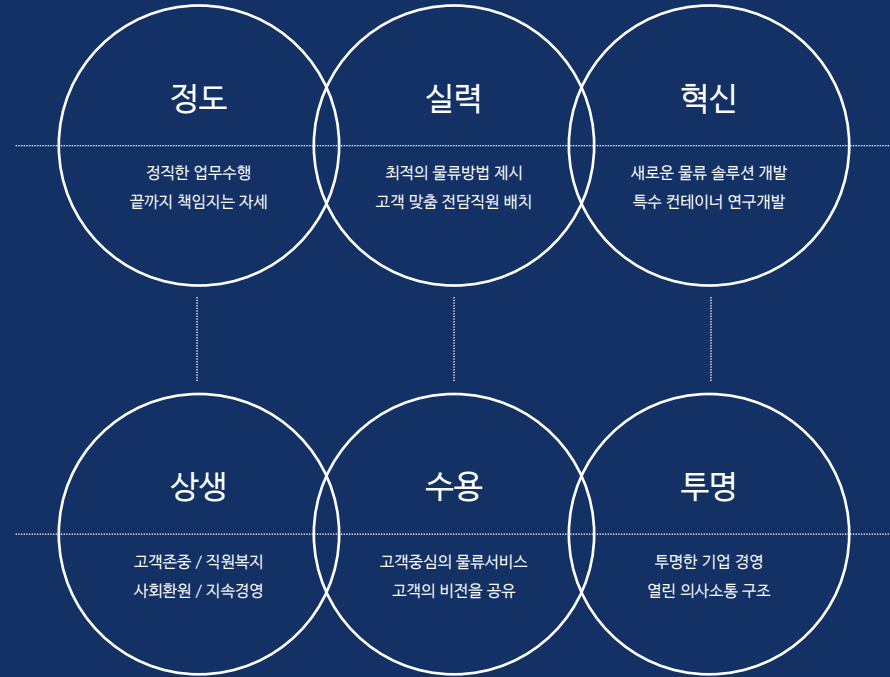 정도
정직한 업무수행
끝까지 책임지는 자세
실력
최적의 물류방법 제시
고객 맞춤 전담직원 배치
혁신
새로운 물류 솔루션 개발
특수 컨테이너 연구개발
상생
고객존중 / 직원복지
사회환원 / 지속경영
수용
고객중심의 물류서비스
고객의 비전을 공유
투명
투명한 기업 경영
열린 의사소통 구조